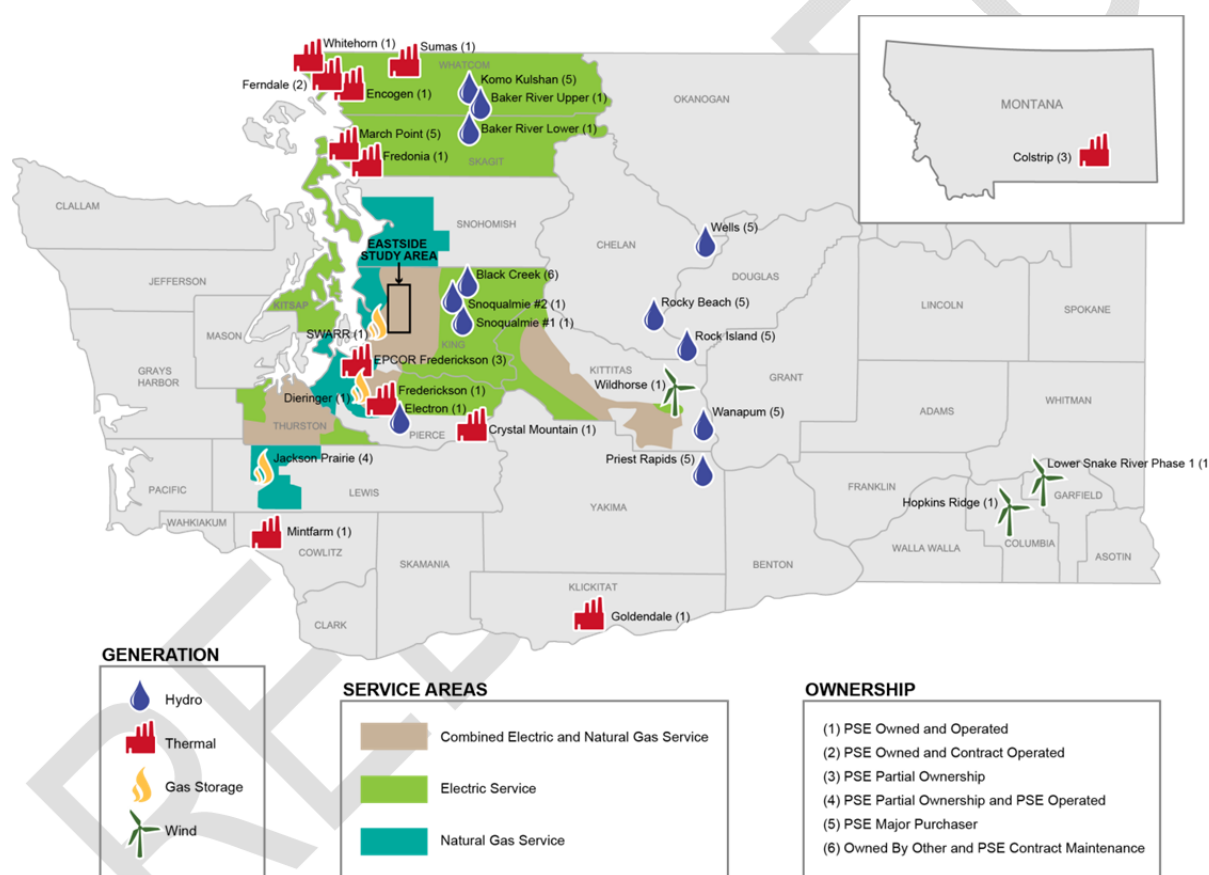 Whitehorn (1)
Sumas (1)
WHATCOM
Ferndale (2)
Encogen (1)
Komo Kulshan (5)
Baker River Upper (1)
OKANOGAN
MONTANA
March Point (5)
Baker River Lower (1)
Fredonia (1)
SKAGIT
Colstrip (3)
CLALLAM
SNOHOMISH
Wells (5)
EASTSIDE
STUDY AREA
CHELAN
JEFFERSON
Black Creek (6)
DOUGLAS
KITSAP
Snoqualmie #2 (1)
Rocky Beach (5)
LINCOLN
SPOKANE
MASON
SWARR (1)
Snoqualmie #1 (1)
KING
Rock Island (5)
EPCOR Frederickson (3)
GRAYS
HARBOR
KITTITAS
GRANT
Wildhorse (1)
Dieringer (1)
Frederickson (1)
Electron (1)
WHITMAN
ADAMS
Wanapum (5)
THURSTON
PIERCE
Crystal Mountain (1)
Jackson Prairie (4)
Priest Rapids (5)
Lower Snake River Phase 1 (1
PACIFIC
LEWIS
FRANKLIN
GARFIELD
Hopkins Ridge (1)
YAKIMA
WAHKIAKUM
Mintfarm (1)
COWLITZ
WALLA WALLA
COLUMBIA
ASOTIN
SKAMANIA
BENTON
KLICKITAT
Goldendale (1)
CLARK
GENERATION
Hydro
Thermal
Gas Storage
Wind
SERVICE AREAS
Combined Electric and Natural Gas Service
Electric Service
Natural Gas Service
OWNERSHIP
(1) PSE Owned and Operated
(2) PSE Owned and Contract Operated
(3) PSE Partial Ownership
(4) PSE Partial Ownership and PSE Operated
(5) PSE Major Purchaser
(6) Owned By Other and PSE Contract Maintenance